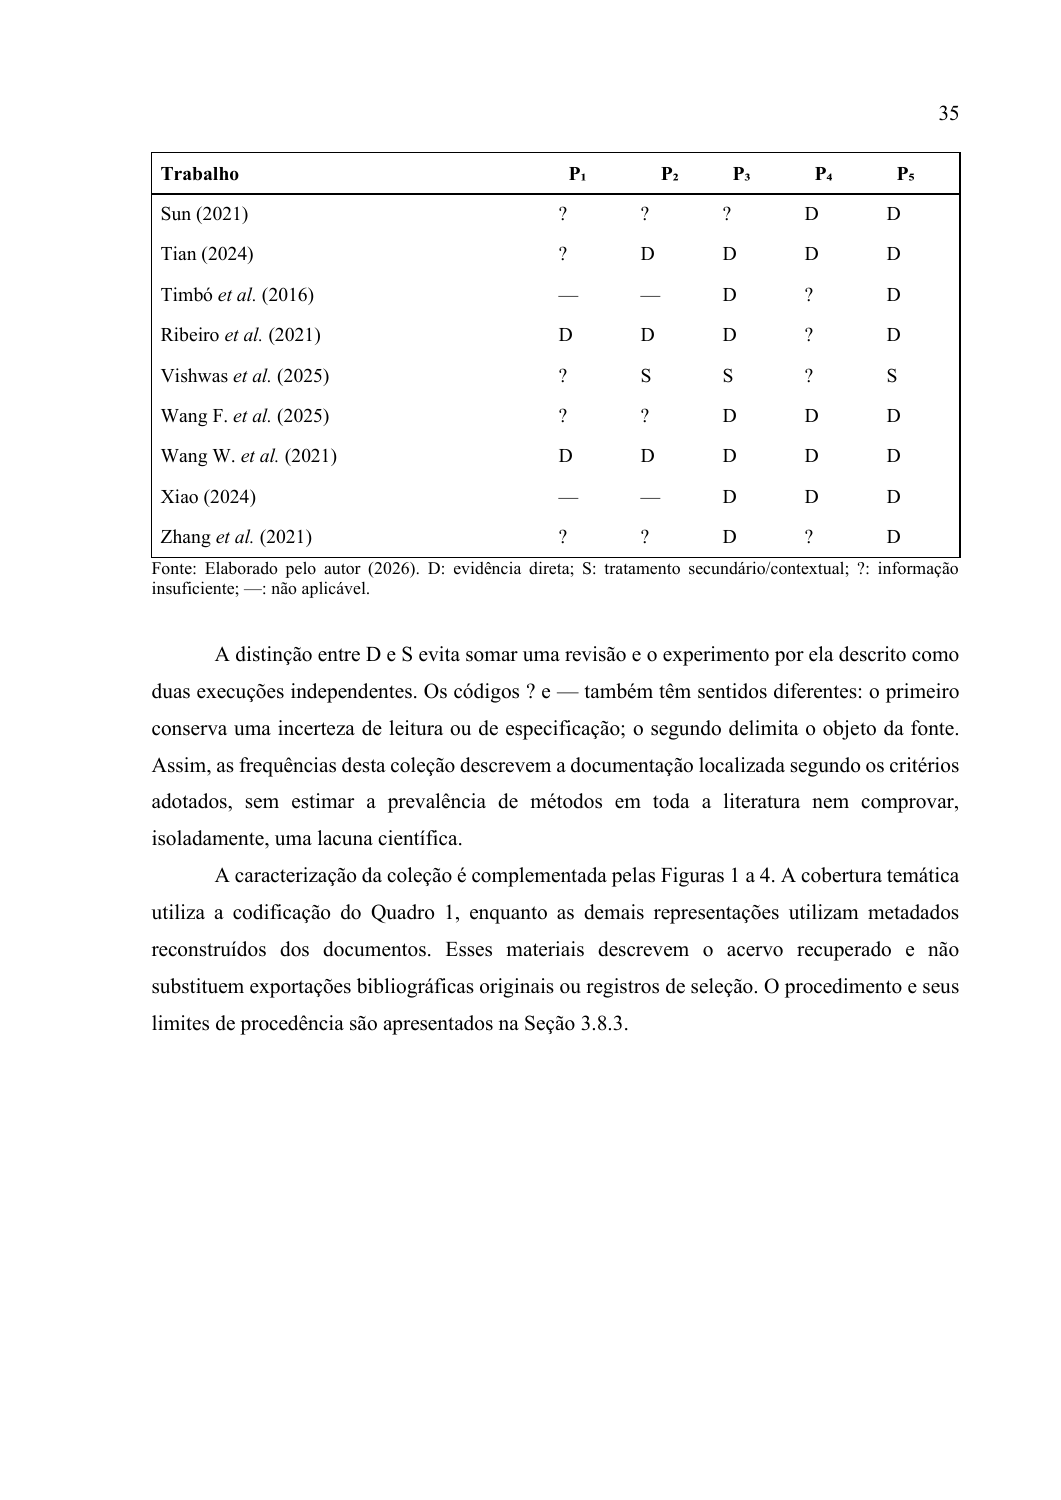 35
Trabalho P₁ P₂ P₃ P₄ P₅
Sun (2021) ? ? ? D D
Tian (2024) ? D D D D
Timbó et al. (2016) — — D ? D
Ribeiro et al. (2021) D D D ? D
Vishwas et al. (2025) ? S S ? S
Wang F. et al. (2025) ? ? D D D
Wang W. et al. (2021) D D D D D
Xiao (2024) — — D D D
Zhang et al. (2021) ? ? D ? D
Fonte: Elaborado pelo autor (2026). D: evidência direta; S: tratamento secundário/contextual; ?: informação
insuficiente; —: não aplicável.
A distinção entre D e S evita somar uma revisão e o experimento por ela descrito como
duas execuções independentes. Os códigos ? e — também têm sentidos diferentes: o primeiro
conserva uma incerteza de leitura ou de especificação; o segundo delimita o objeto da fonte.
Assim, as frequências desta coleção descrevem a documentação localizada segundo os critérios
adotados, sem estimar a prevalência de métodos em toda a literatura nem comprovar,
isoladamente, uma lacuna científica.
A caracterização da coleção é complementada pelas Figuras 1 a 4. A cobertura temática
utiliza a codificação do Quadro 1, enquanto as demais representações utilizam metadados
reconstruídos dos documentos. Esses materiais descrevem o acervo recuperado e não
substituem exportações bibliográficas originais ou registros de seleção. O procedimento e seus
limites de procedência são apresentados na Seção 3.8.3.